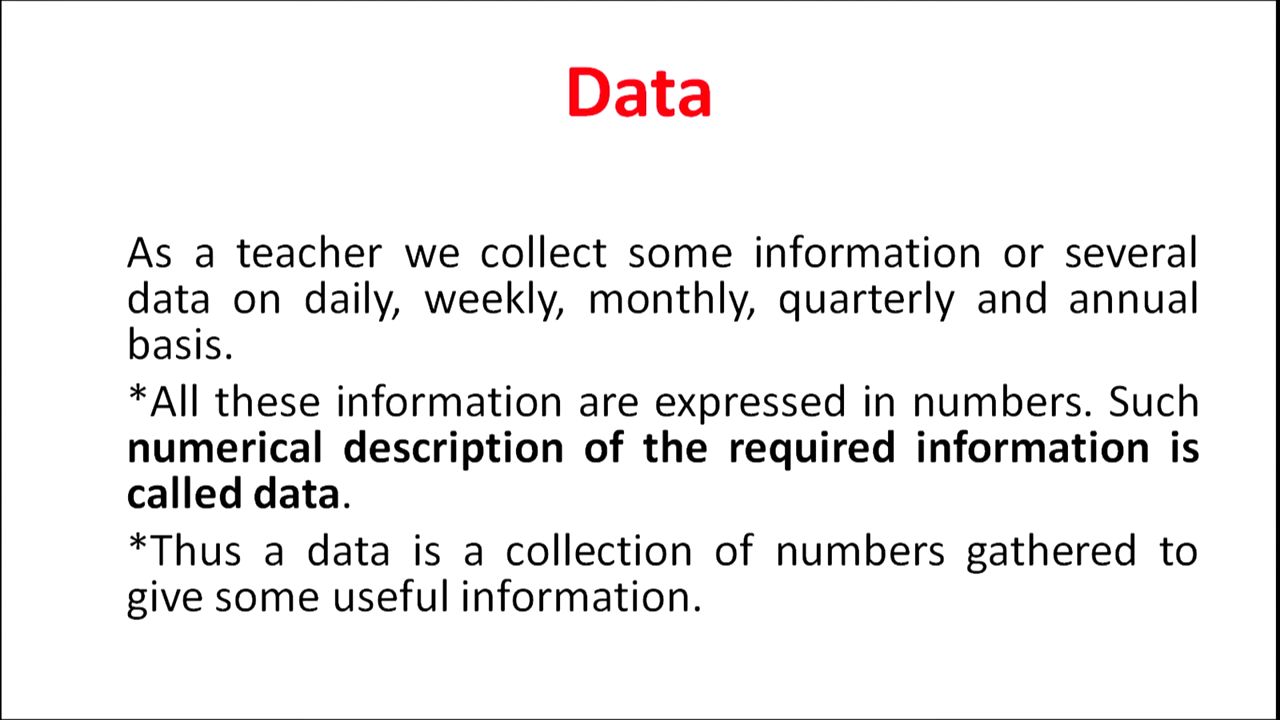 Data
As a teacher we collect some information or several
data on daily, weekly, monthly, quarterly and annual
basis.
*All these information are expressed in numbers. Such
numerical description of the required information is
called data.
*Thus a data is a collection of numbers gathered to
give some useful information.